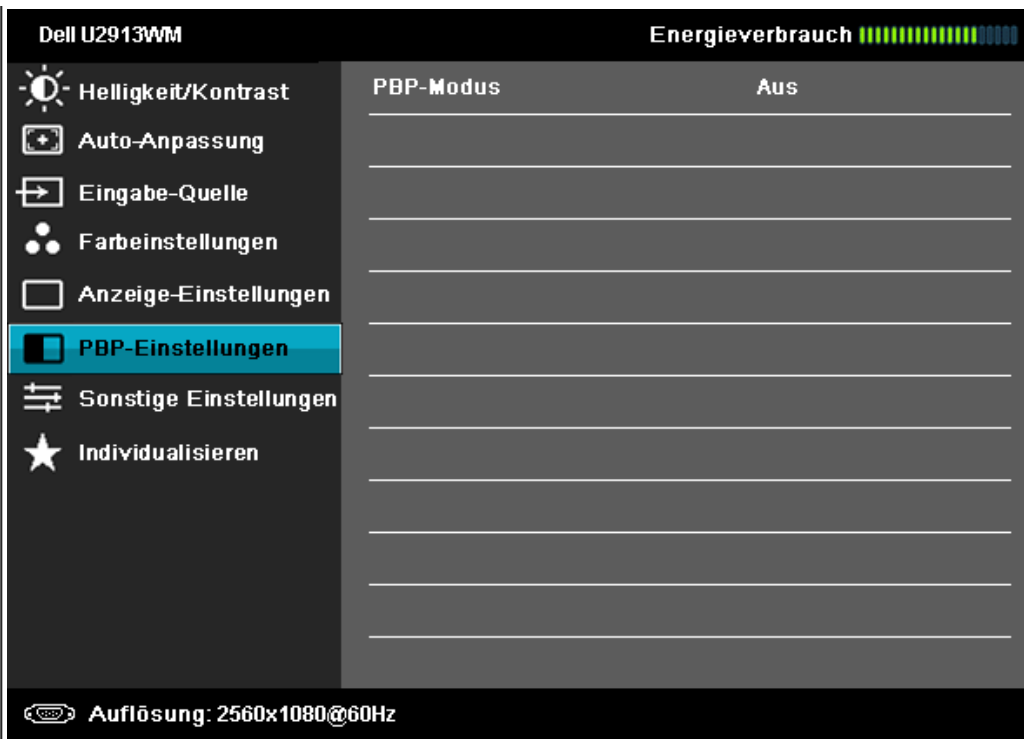 Dell U2913WM
Energieverbrauch
Helligkeit/Kontrast
PBP-Modus Aus
Auto-Anpassung
Eingabe-Quelle
Farbeinstellungen
Anzeige-Einstellungen
PBP-Einstellungen
Sonstige Einstellungen
Individualisieren
Auflösung: 2560x1080@60Hz